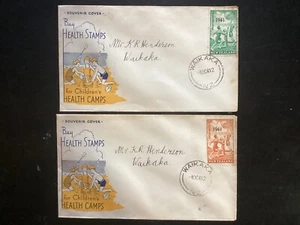 SOUVENIR COVER
Buy
HEALTH STAMPS
for Children's
HEALTH CAMPS
Mr. K. R. Henderson
Waikaka
1941
WAIKAKA
N.Z.
SOUVENIR COVER
Buy
HEALTH STAMPS
for Children's
HEALTH CAMPS
Mr. K. R. Henderson,
Waikaka
1941
WAIKAKA